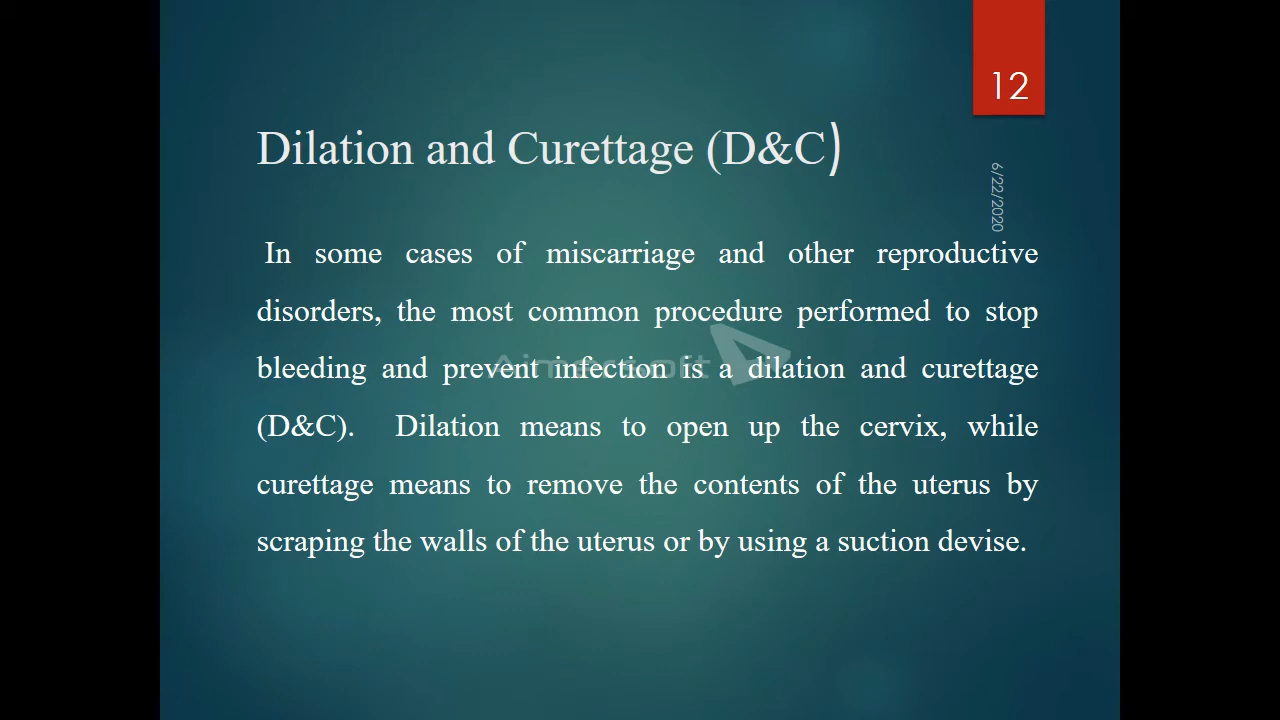 12
Dilation and Curettage (D&C)
6/22/2020
In some cases of miscarriage and other reproductive
disorders, the most common procedure performed to stop
bleeding and prevent infection is a dilation and curettage
(D&C). Dilation means to open up the cervix, while
curettage means to remove the contents of the uterus by
scraping the walls of the uterus or by using a suction devise.
Aimersoft